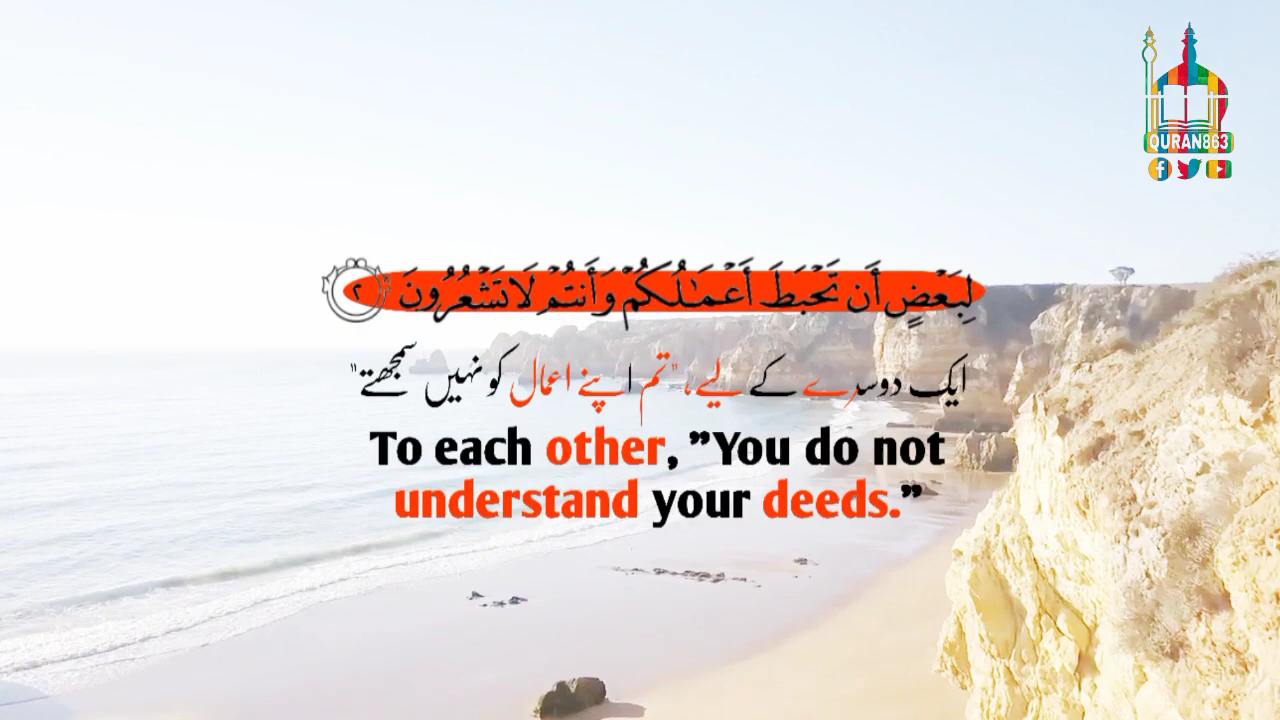 QURAN863
لِبَعْضٍ أَن تَحْبَطَ أَعْمَـٰلُكُمْ وَأَنتُمْ لَا تَشْعُرُونَ ٢
ایک دوسرے کے لیے، "تم اپنے اعمال کو نہیں سمجھتے"
To each other, ”You do not
understand your deeds.”